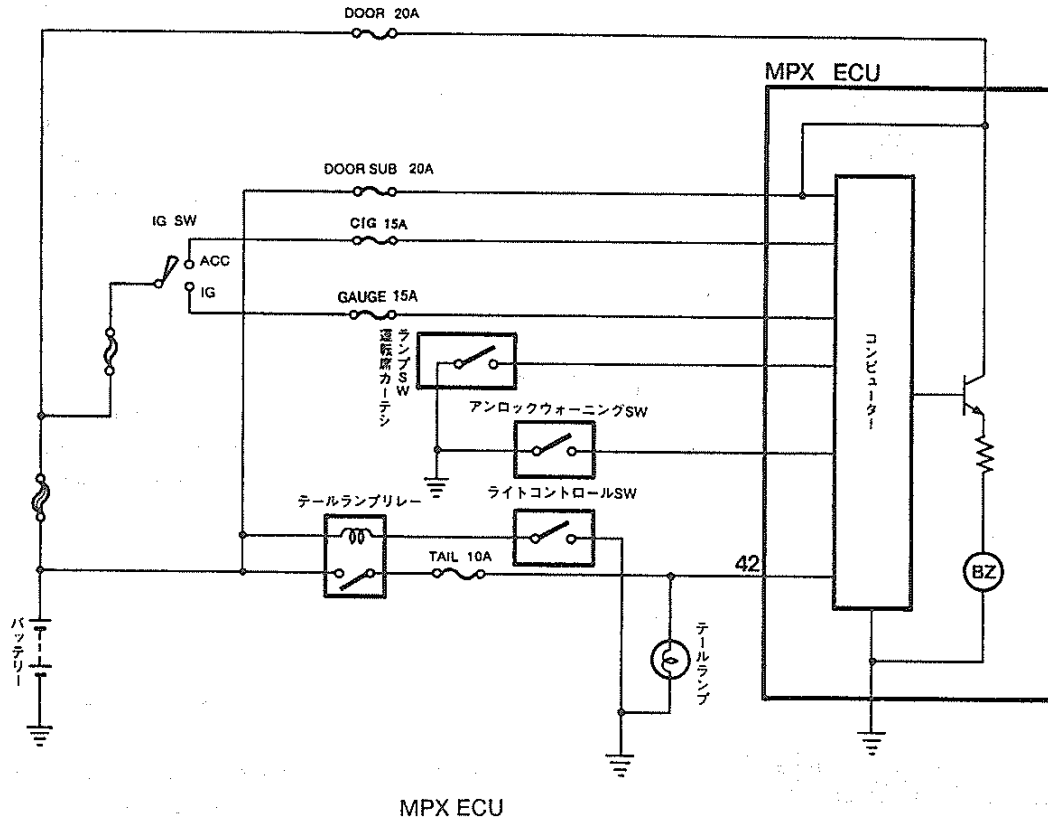 DOOR 20A
MPX ECU
DOOR SUB 20A
IG SW
CIG 15A
ACC
IG
GAUGE 15A
運転席カーテシ
ランプSW
コンピューター
アンロックウォーニングSW
テールランプリレー
ライトコントロールSW
TAIL 10A
42
BZ
バッテリー
テールランプ
MPX ECU